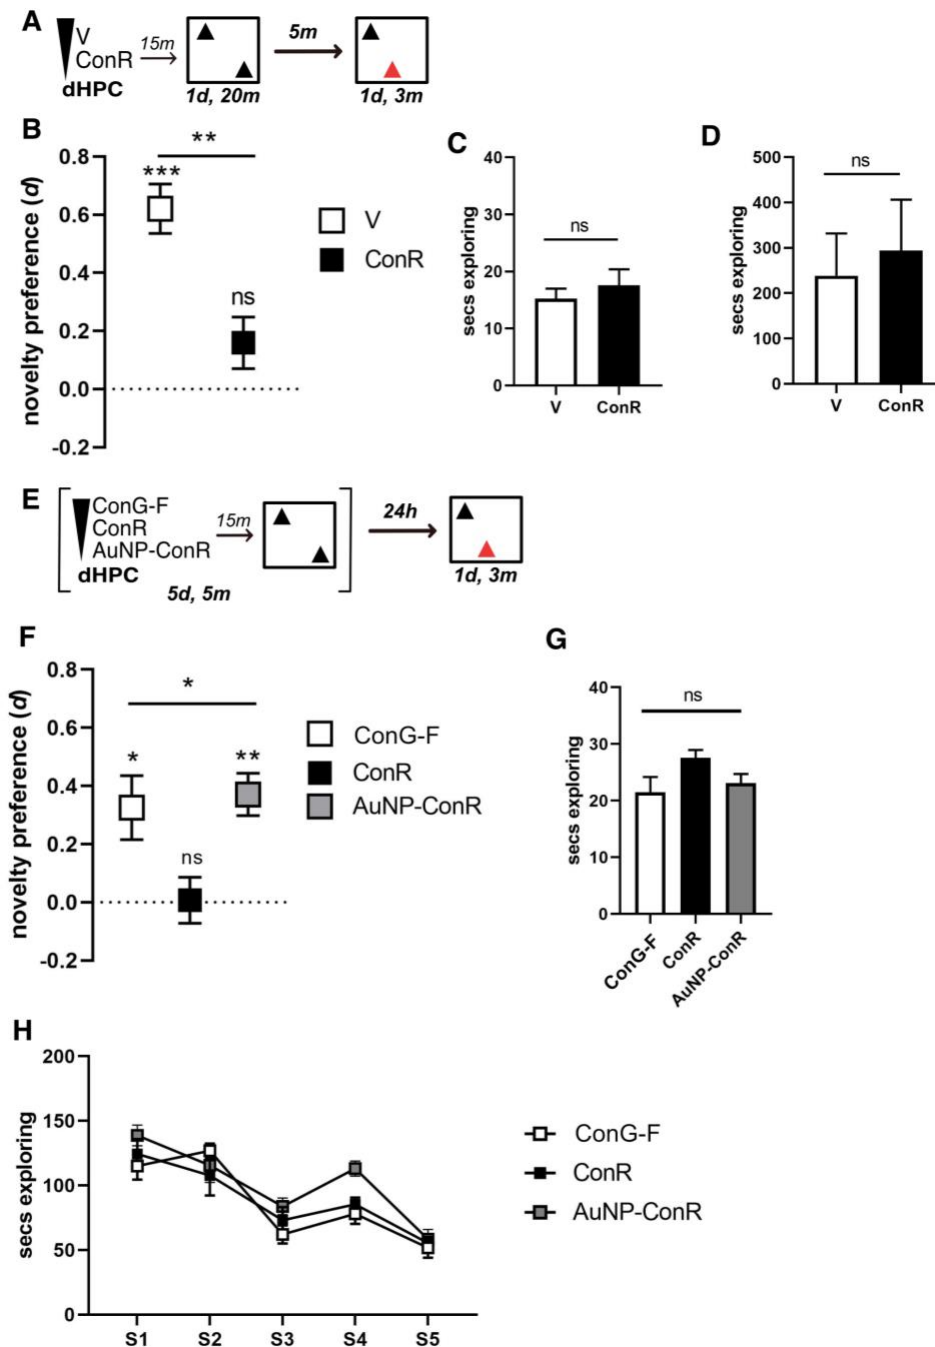 A
V
ConR
dHPC
15m
1d, 20m
5m
1d, 3m
B
novelty preference (d)
0.8
0.6
0.4
0.2
0.0
-0.2
**
***
ns
V
ConR
C
secs exploring
40
30
20
10
0
ns
V ConR
D
secs exploring
500
400
300
200
100
0
ns
V ConR
E
ConG-F
ConR
AuNP-ConR
dHPC
15m
5d, 5m
24h
1d, 3m
F
novelty preference (d)
0.8
0.6
0.4
0.2
0.0
-0.2
*
*
ns
**
ConG-F
ConR
AuNP-ConR
G
secs exploring
40
30
20
10
0
ns
ConG-F ConR AuNP-ConR
H
secs exploring
200
150
100
50
0
S1 S2 S3 S4 S5
ConG-F
ConR
AuNP-ConR